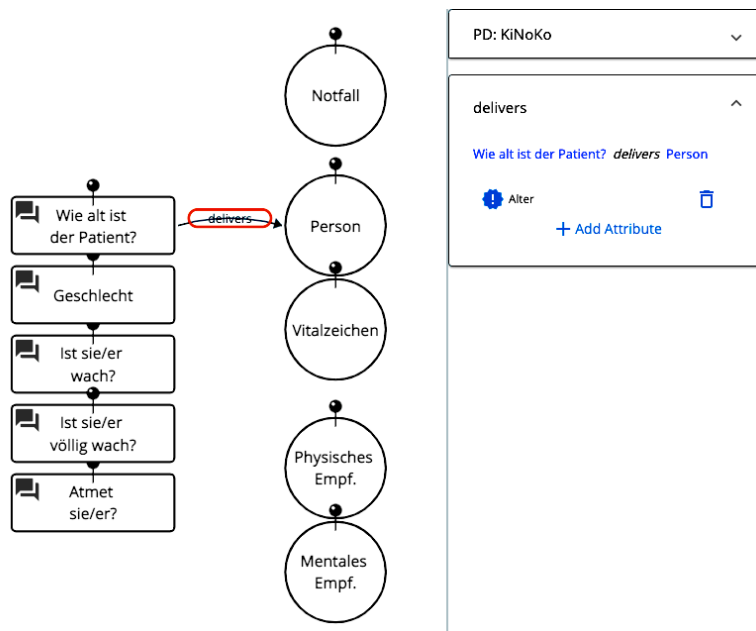 Notfall
Wie alt ist
der Patient?
delivers
Person
Geschlecht
Vitalzeichen
Ist sie/er
wach?
Ist sie/er
völlig wach?
Atmet
sie/er?
Physisches
Empf.
Mentales
Empf.
PD: KiNoKo
delivers
Wie alt ist der Patient? delivers Person
Alter
+ Add Attribute